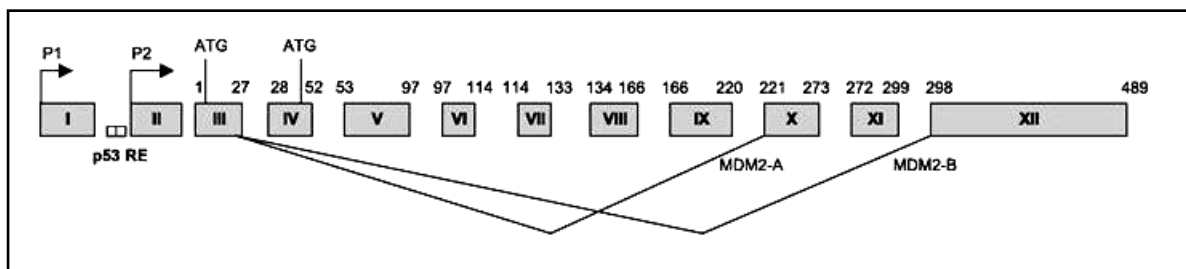 P1 P2 ATG ATG
1 27 28 52 53 97 97 114 114 133 134 166 166 220 221 273 272 299 298 489
I II III IV V VI VII VIII IX X XI XII
p53 RE MDM2-A MDM2-B